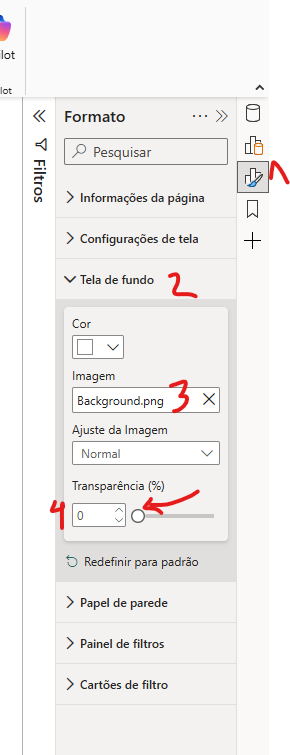 lot
lot
Filtros
Formato
Pesquisar
1
Informações da página
Configurações de tela
Tela de fundo 2
Cor
Imagem
Background.png 3
Ajuste da Imagem
Normal
Transparência (%)
4 0
Redefinir para padrão
Papel de parede
Painel de filtros
Cartões de filtro